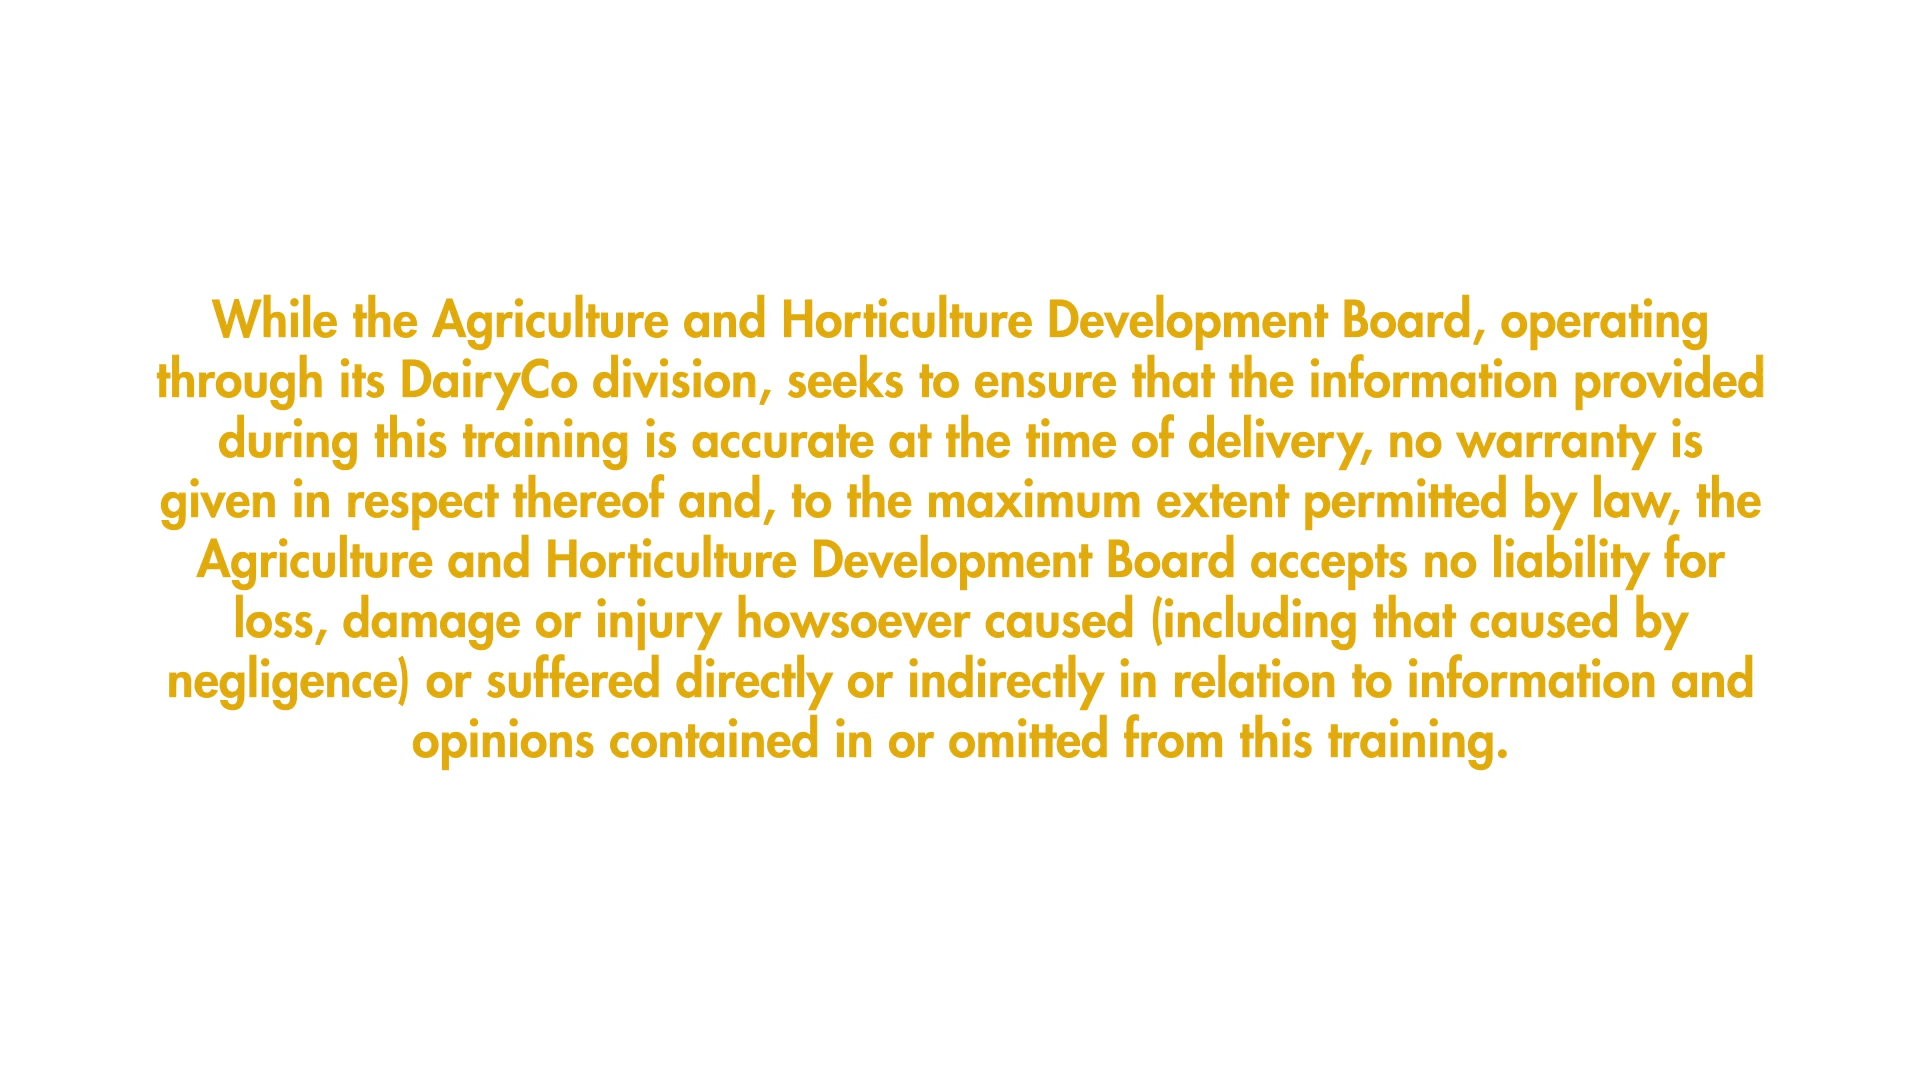 While the Agriculture and Horticulture Development Board, operating
through its DairyCo division, seeks to ensure that the information provided
during this training is accurate at the time of delivery, no warranty is
given in respect thereof and, to the maximum extent permitted by law, the
Agriculture and Horticulture Development Board accepts no liability for
loss, damage or injury howsoever caused (including that caused by
negligence) or suffered directly or indirectly in relation to information and
opinions contained in or omitted from this training.